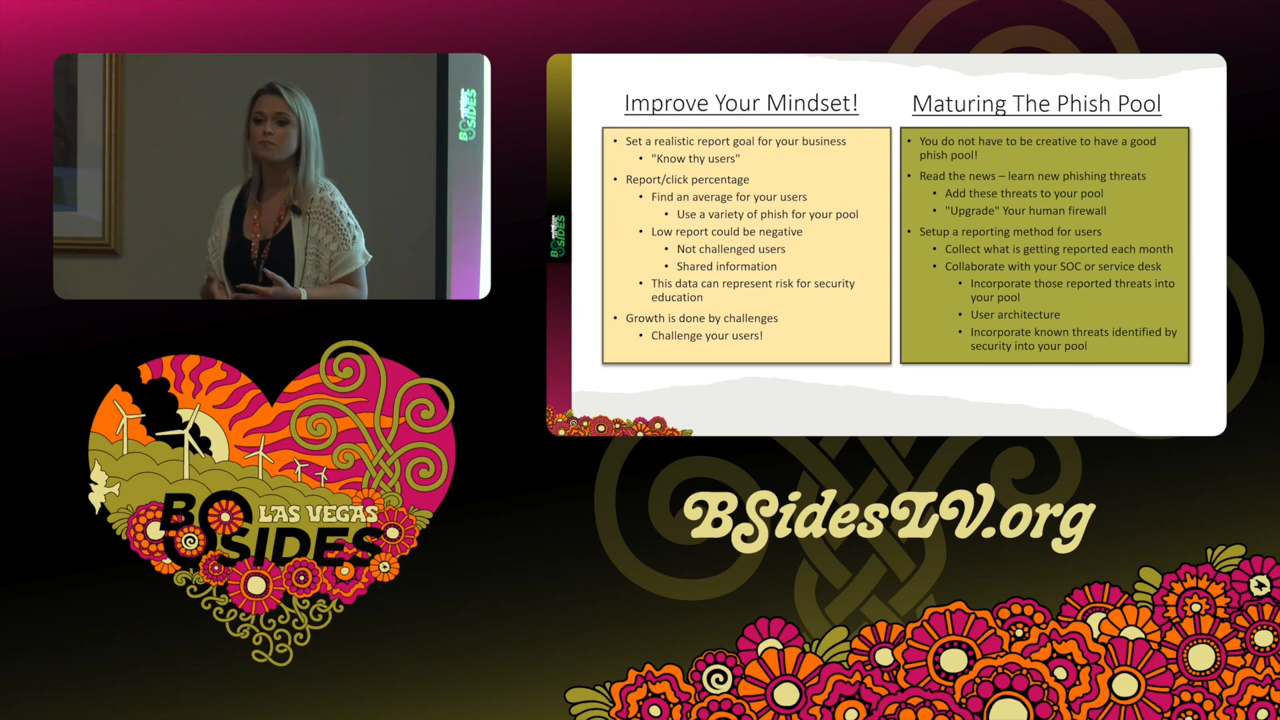 BSIDES
Improve Your Mindset!
• Set a realistic report goal for your business
• "Know thy users"
• Report/click percentage
• Find an average for your users
• Use a variety of phish for your pool
• Low report could be negative
• Not challenged users
• Shared information
• This data can represent risk for security
education
• Growth is done by challenges
• Challenge your users!
Maturing The Phish Pool
• You do not have to be creative to have a good
phish pool!
• Read the news – learn new phishing threats
• Add these threats to your pool
• "Upgrade" Your human firewall
• Setup a reporting method for users
• Collect what is getting reported each month
• Collaborate with your SOC or service desk
• Incorporate those reported threats into
your pool
• User architecture
• Incorporate known threats identified by
security into your pool
BSIDES
LAS VEGAS
BSIDES
23
BSidesLV.org